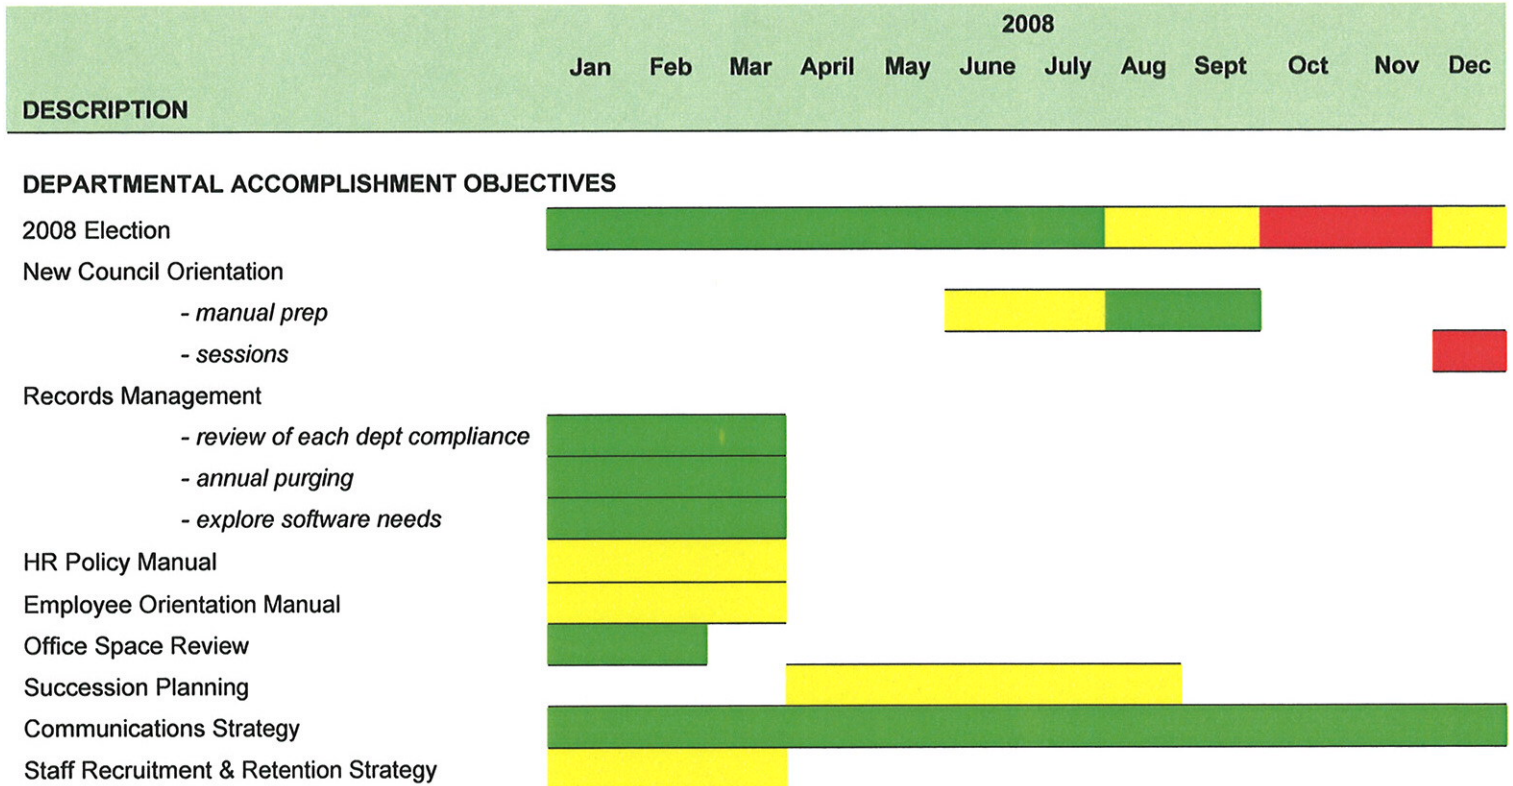 2008
Jan Feb Mar April May June July Aug Sept Oct Nov Dec
DESCRIPTION
DEPARTMENTAL ACCOMPLISHMENT OBJECTIVES
2008 Election
New Council Orientation
- manual prep
- sessions
Records Management
- review of each dept compliance
- annual purging
- explore software needs
HR Policy Manual
Employee Orientation Manual
Office Space Review
Succession Planning
Communications Strategy
Staff Recruitment & Retention Strategy